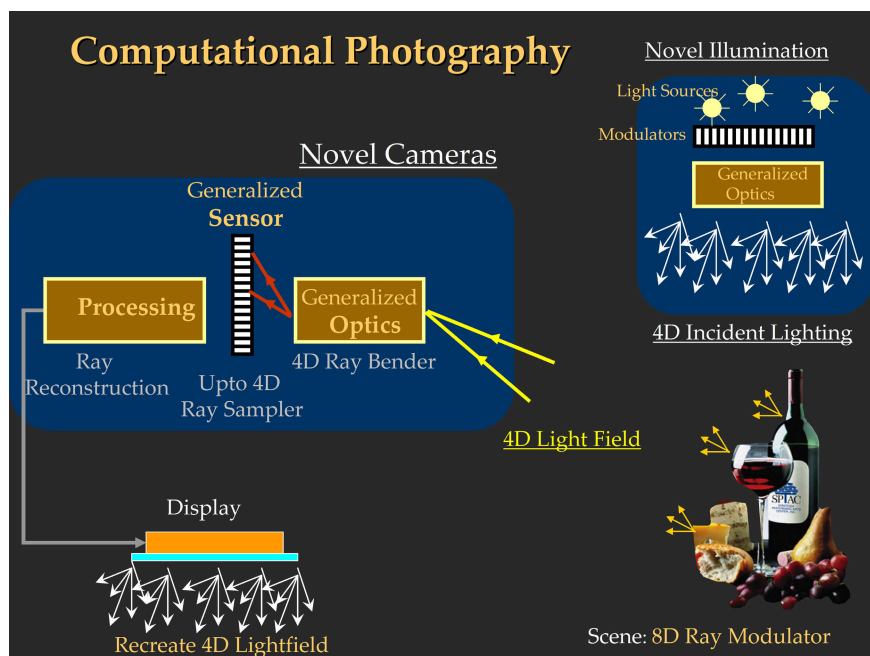 Computational Photography
Novel Illumination
Light Sources
Modulators
Generalized
Optics
4D Incident Lighting
Novel Cameras
Generalized
Sensor
Processing
Generalized
Optics
Ray
Reconstruction
Upto 4D
Ray Sampler
4D Ray Bender
4D Light Field
Display
Recreate 4D Lightfield
Scene: 8D Ray Modulator